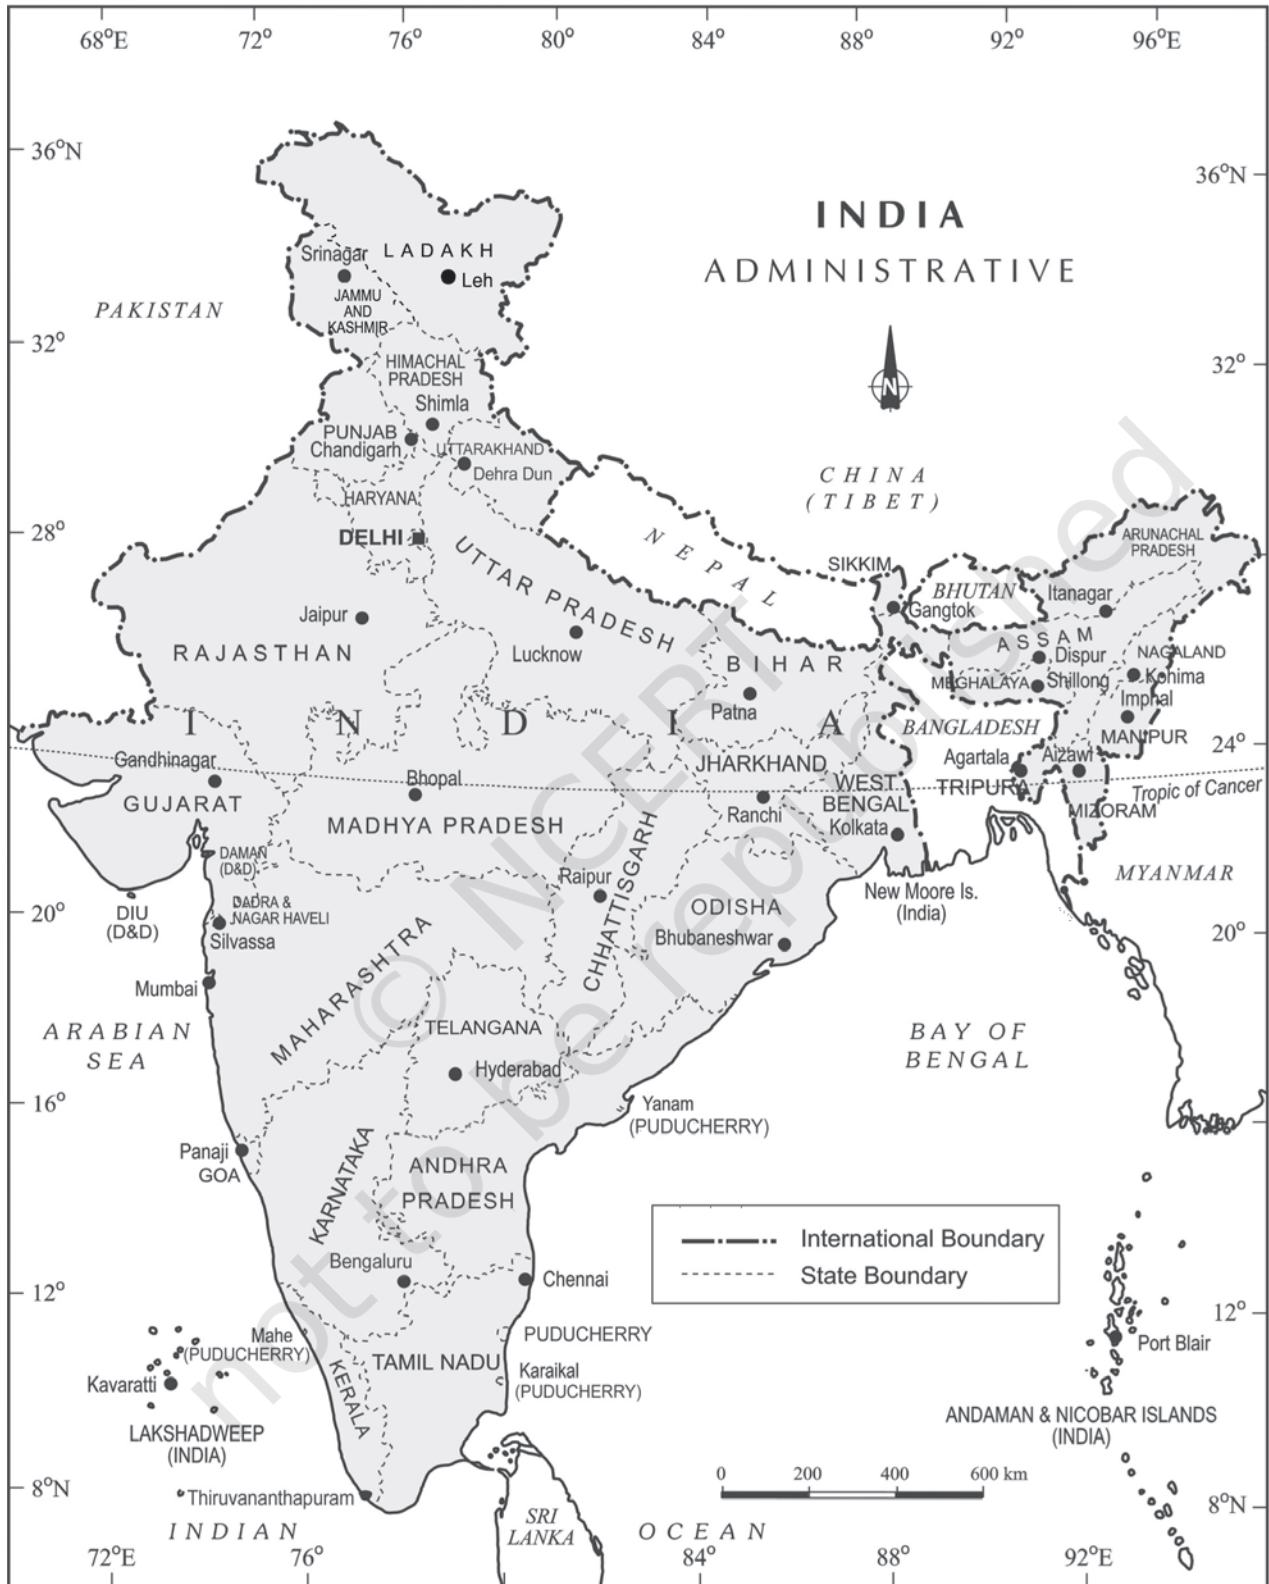 68°E 72° 76° 80° 84° 88° 92° 96°E
36°N
36°N
INDIA
ADMINISTRATIVE
LADAKH
Srinagar
Leh
JAMMU
AND
KASHMIR
PAKISTAN
32°
32°
HIMACHAL
PRADESH
Shimla
N
PUNJAB
Chandigarh
UTTARAKHAND
Dehra Dun
CHINA
(TIBET)
HARYANA
28°
DELHI
NEPAL
UTTAR PRADESH
SIKKIM
ARUNACHAL
PRADESH
BHUTAN
Itanagar
Gangtok
Jaipur
RAJASTHAN
Lucknow
BIHAR
ASSAM
Dispur
NAGALAND
MEGHALAYA
Shillong
Kohima
Imphal
Patna
INDIA
BANGLADESH
MANIPUR
24°
Gandhinagar
Bhopal
JHARKHAND
Agartala
Aizawl
GUJARAT
WEST
BENGAL
TRIPURA
Tropic of Cancer
MADHYA PRADESH
Ranchi
Kolkata
MIZORAM
DAMAN
(D&D)
Raipur
CHHATTISGARH
New Moore Is.
(India)
MYANMAR
20°
20°
DIU
(D&D)
DADRA &
NAGAR HAVELI
Silvassa
ODISHA
Bhubaneshwar
Mumbai
MAHARASHTRA
ARABIAN
SEA
TELANGANA
BAY OF
BENGAL
Hyderabad
16°
Yanam
(PUDUCHERRY)
Panaji
GOA
KARNATAKA
ANDHRA
PRADESH
International Boundary
State Boundary
Bengaluru
Chennai
12°
12°
Mahe
(PUDUCHERRY)
PUDUCHERRY
Port Blair
Kavaratti
KERALA
TAMIL NADU
Karaikal
(PUDUCHERRY)
LAKSHADWEEP
(INDIA)
ANDAMAN & NICOBAR ISLANDS
(INDIA)
0 200 400 600 km
8°N
8°N
Thiruvananthapuram
SRI
LANKA
INDIAN OCEAN
72°E 76° 84° 88° 92°E
© NCERT
not to be republished